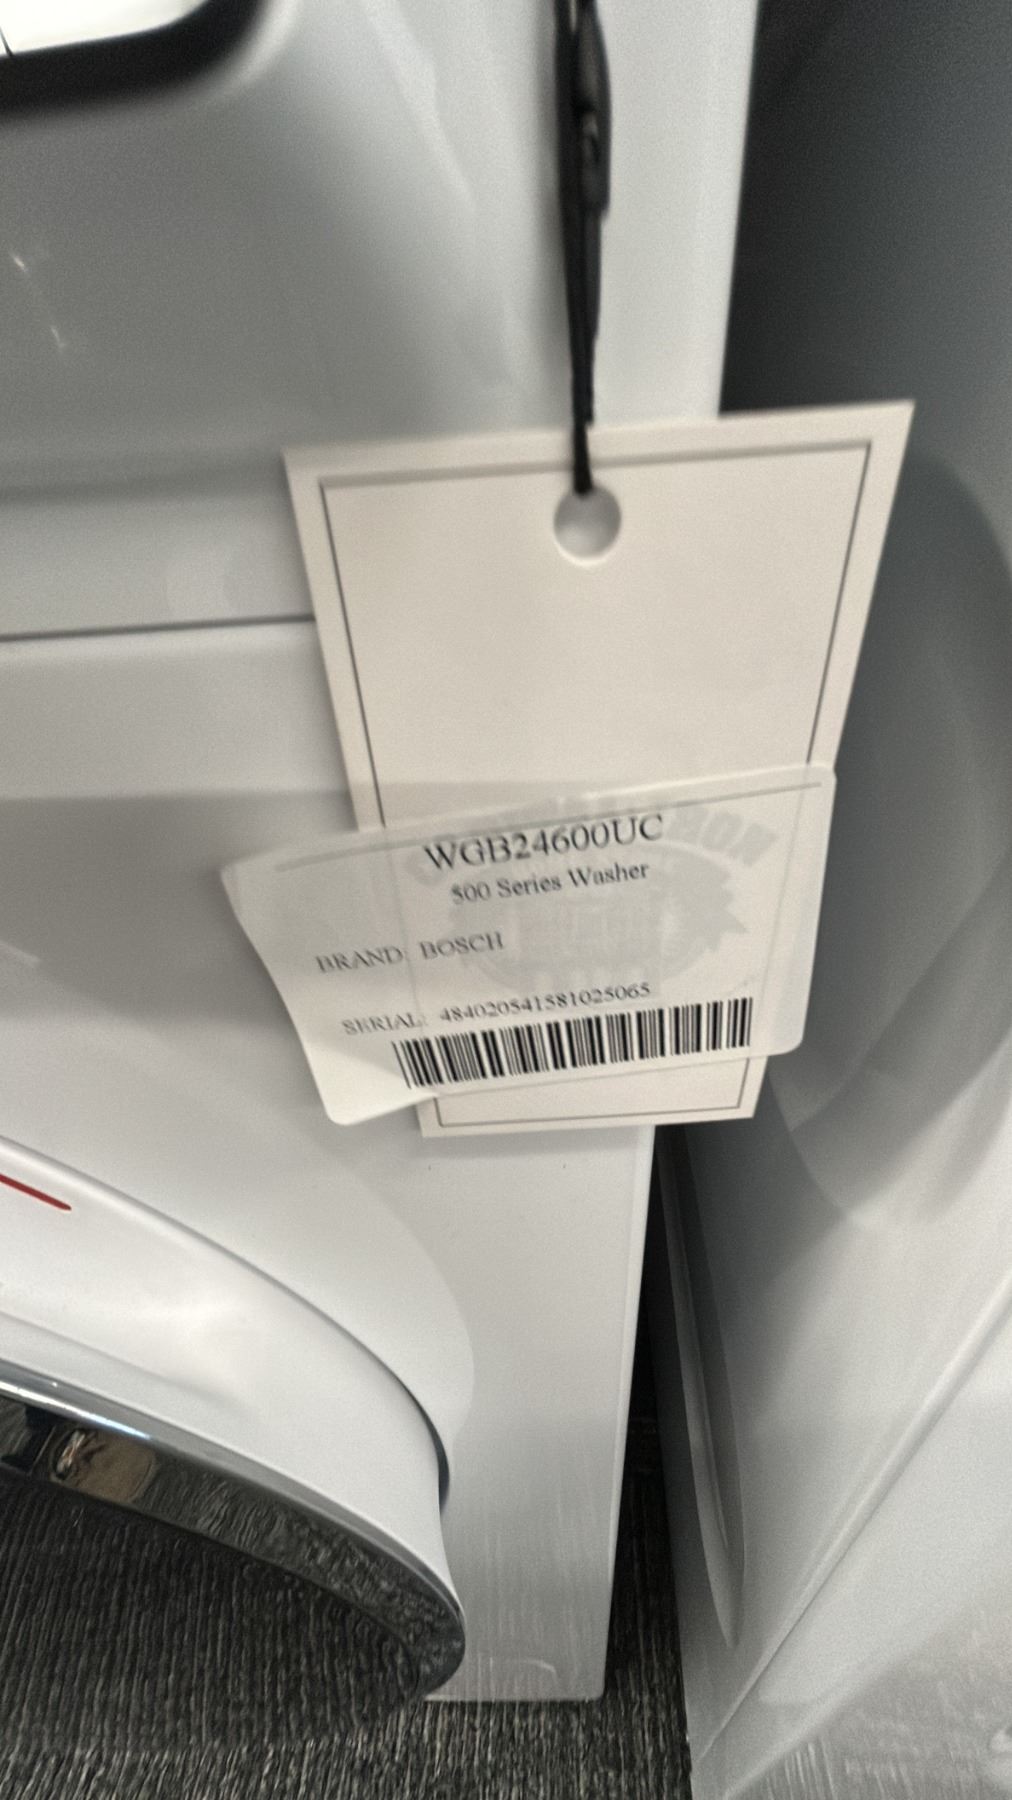 WGB24600UC
500 Series Washer
BRAND: BOSCH
SERIAL: 484020541581025065